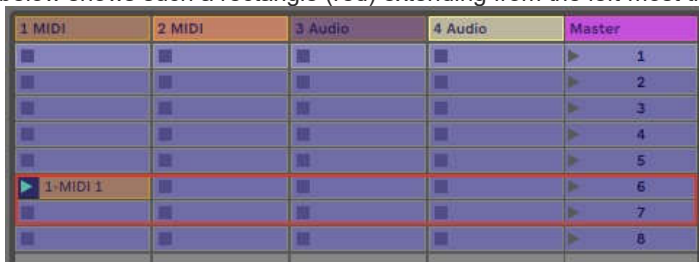 below shows such a rectangle (red) extending from the left most
1 MIDI 2 MIDI 3 Audio 4 Audio Master
1
2
3
4
5
1-MIDI 1 6
7
8